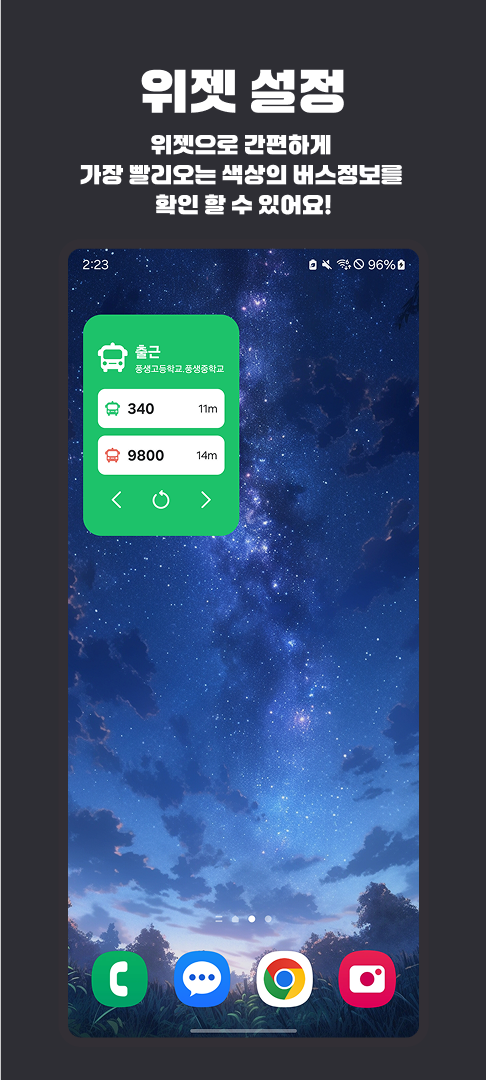 위젯 설정
위젯으로 간편하게
가장 빨리오는 색상의 버스정보를
확인 할 수 있어요!
2:23
96%
출근
풍생고등학교.풍생중학교
340 11m
9800 14m